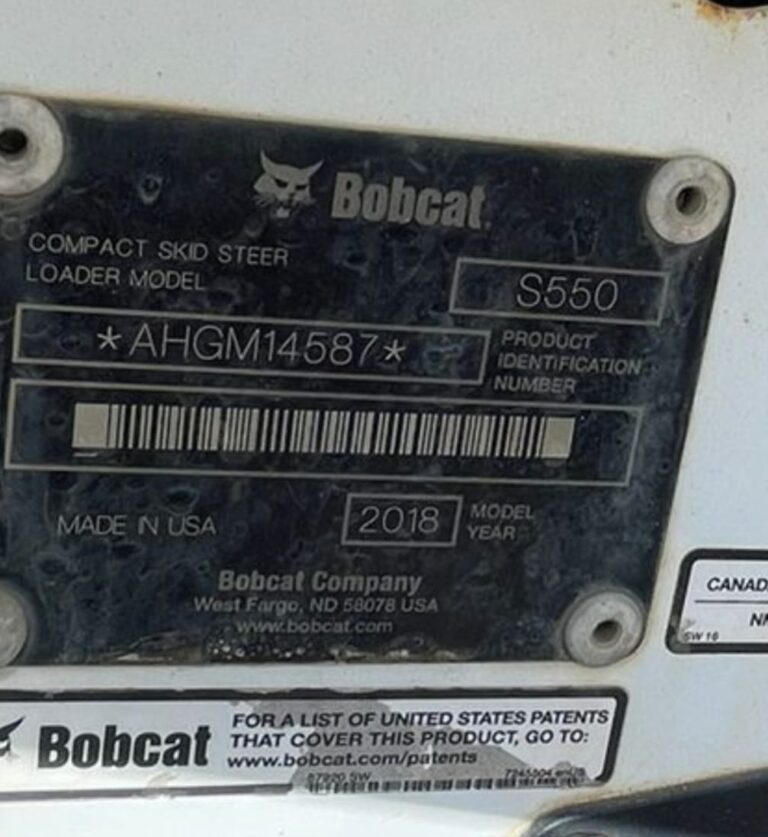 Bobcat
COMPACT SKID STEER
LOADER MODEL
S550
*AHGM14587*
PRODUCT
IDENTIFICATION
NUMBER
MADE IN USA
2018
MODEL
YEAR
Bobcat Company
West Fargo, ND 58078 USA
www.bobcat.com
CANAD
SW 16
Bobcat
FOR A LIST OF UNITED STATES PATENTS
THAT COVER THIS PRODUCT, GO TO:
www.bobcat.com/patents